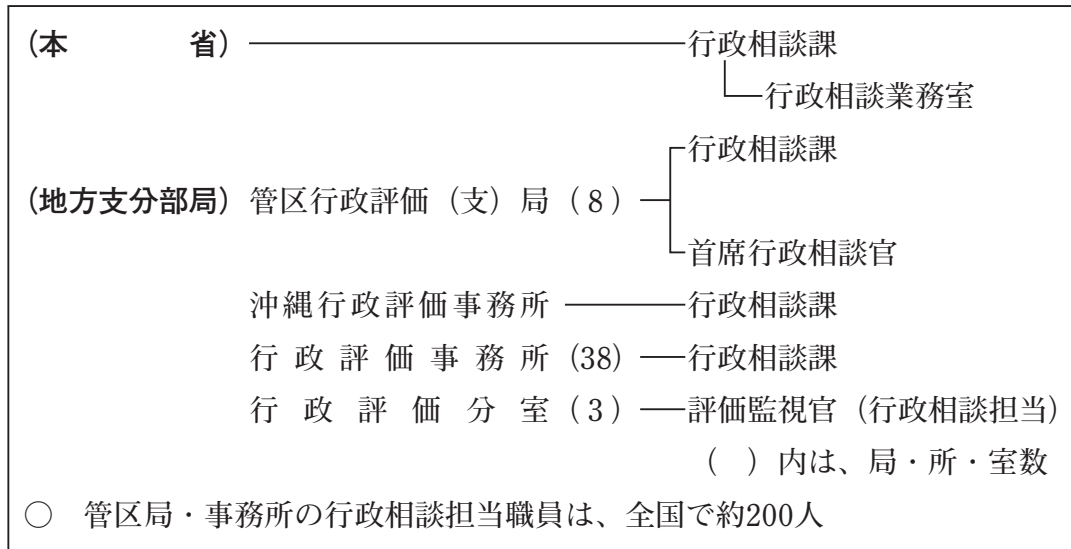 (本　　　省) 行政相談課
行政相談業務室
行政相談課
(地方支分部局) 管区行政評価（支）局（8）
首席行政相談官
沖縄行政評価事務所 行政相談課
行政評価事務所（38） 行政相談課
行政評価分室（3） 評価監視官（行政相談担当）
（　）内は、局・所・室数
○　管区局・事務所の行政相談担当職員は、全国で約200人